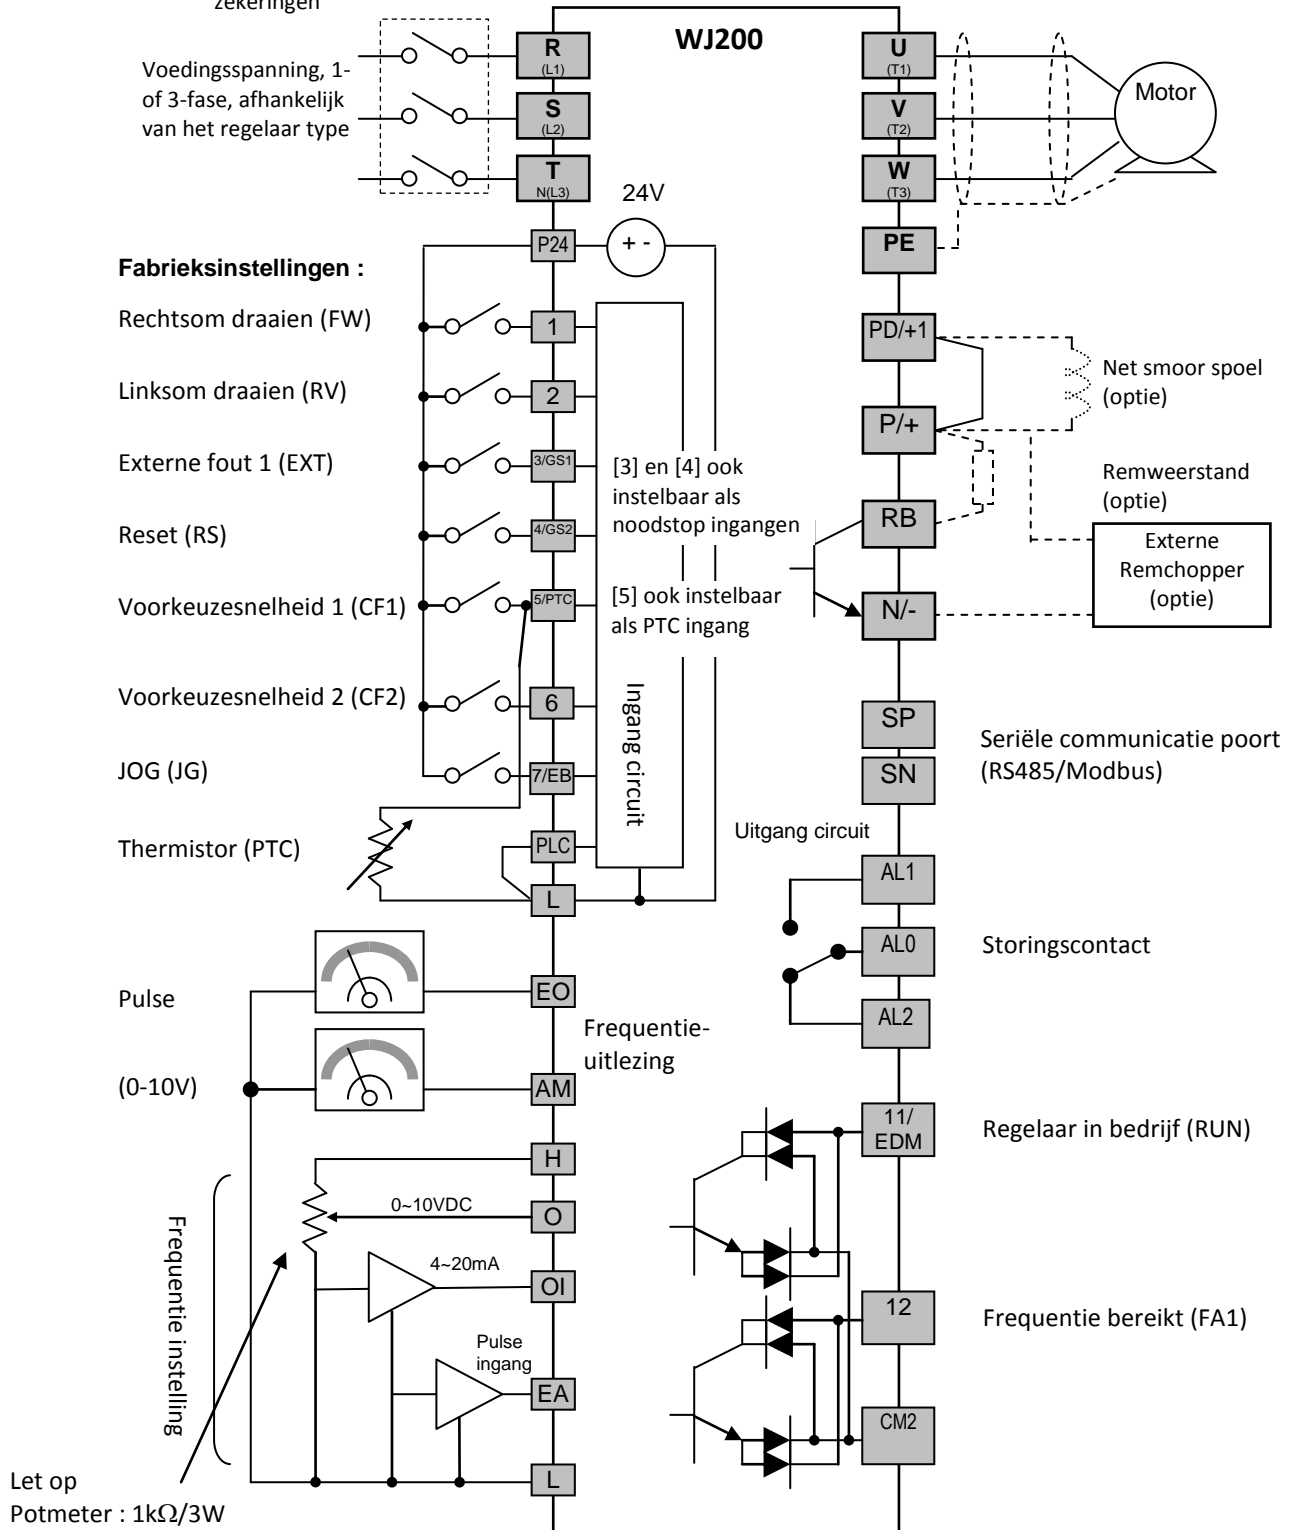 zekeringen
WJ200
R
(L1)
U
(T1)
Voedingsspanning, 1-
of 3-fase, afhankelijk
van het regelaar type
S
(L2)
V
(T2)
Motor
T
N(L3)
W
(T3)
24V
P24
+ -
PE
Fabrieksinstellingen :
Rechtsom draaien (FW)
1
PD/+1
Net smoor spoel
(optie)
Linksom draaien (RV)
2
P/+
Externe fout 1 (EXT)
3/GS1
[3] en [4] ook
instelbaar als
noodstop ingangen
Remweerstand
(optie)
Reset (RS)
4/GS2
RB
Externe
Remchopper
(optie)
Voorkeuzesnelheid 1 (CF1)
5/PTC
[5] ook instelbaar
als PTC ingang
N/-
Voorkeuzesnelheid 2 (CF2)
6
Ingang circuit
SP
Seriële communicatie poort
(RS485/Modbus)
JOG (JG)
7/EB
SN
Uitgang circuit
Thermistor (PTC)
PLC
AL1
L
AL0
Storingscontact
Pulse
EO
AL2
Frequentie-
uitlezing
(0-10V)
AM
11/
EDM
Regelaar in bedrijf (RUN)
H
0~10VDC
O
Frequentie instelling
4~20mA
OI
12
Frequentie bereikt (FA1)
Pulse
ingang
EA
CM2
L
Let op
Potmeter : 1kΩ/3W